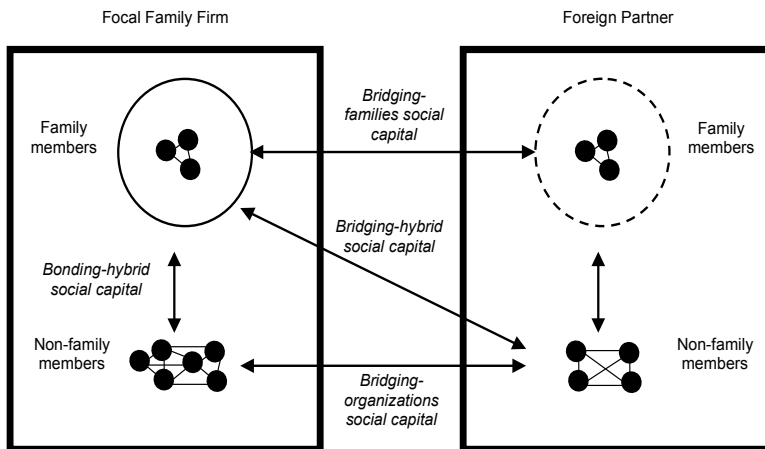 Focal Family Firm
Foreign Partner
Family
members
Bridging-
families social
capital
Family
members
Bridging-hybrid
social capital
Bonding-hybrid
social capital
Non-family
members
Non-family
members
Bridging-
organizations
social capital